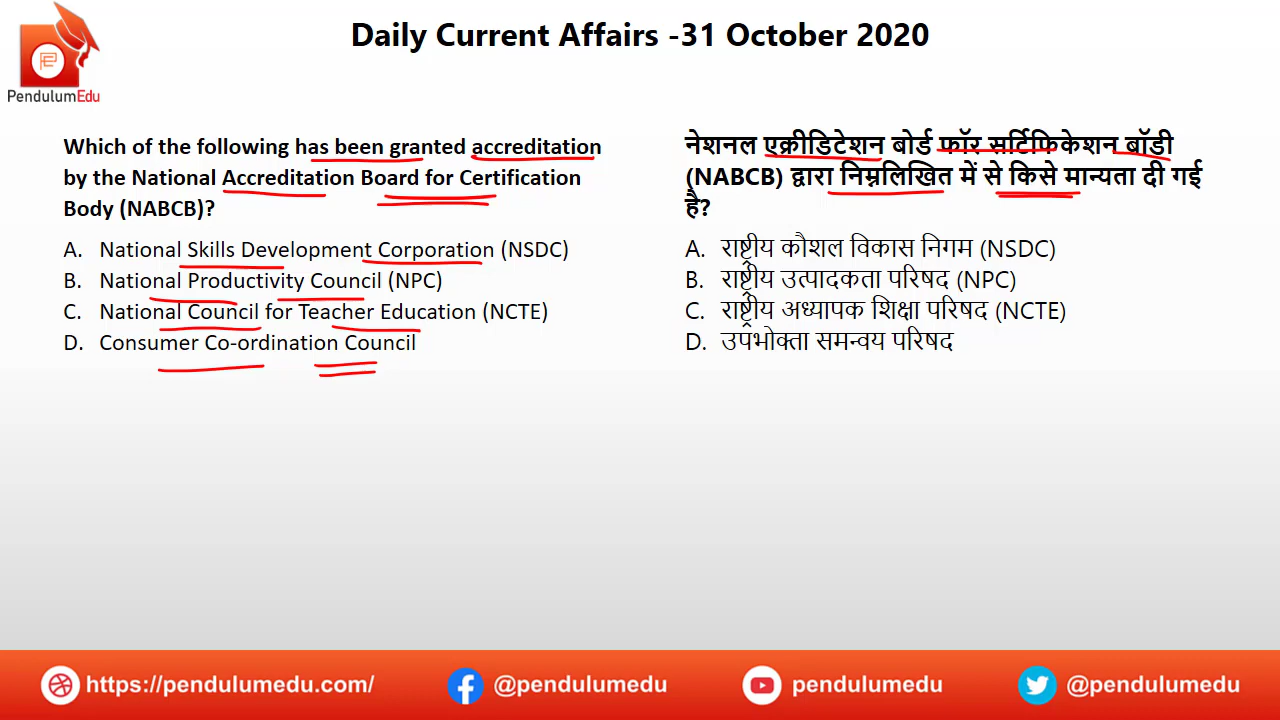 Daily Current Affairs -31 October 2020
PendulumEdu
Which of the following has been granted accreditation
by the National Accreditation Board for Certification
Body (NABCB)?
A. National Skills Development Corporation (NSDC)
B. National Productivity Council (NPC)
C. National Council for Teacher Education (NCTE)
D. Consumer Co-ordination Council
नेशनल एक्रीडिटेशन बोर्ड फॉर सर्टिफिकेशन बॉडी
(NABCB) द्वारा निम्नलिखित में से किसे मान्यता दी गई
है?
A. राष्ट्रीय कौशल विकास निगम (NSDC)
B. राष्ट्रीय उत्पादकता परिषद (NPC)
C. राष्ट्रीय अध्यापक शिक्षा परिषद (NCTE)
D. उपभोक्ता समन्वय परिषद
https://pendulumedu.com/
@pendulumedu
pendulumedu
@pendulumedu